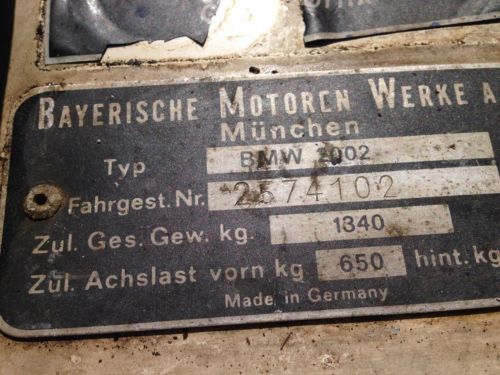 BAYERISCHE MOTOREN WERKE A
München
Typ BMW 2002
Fahrgest. Nr. 2574102
Zul. Ges. Gew. kg. 1340
Zul. Achslast vorn kg 650 hint. kg
Made in Germany